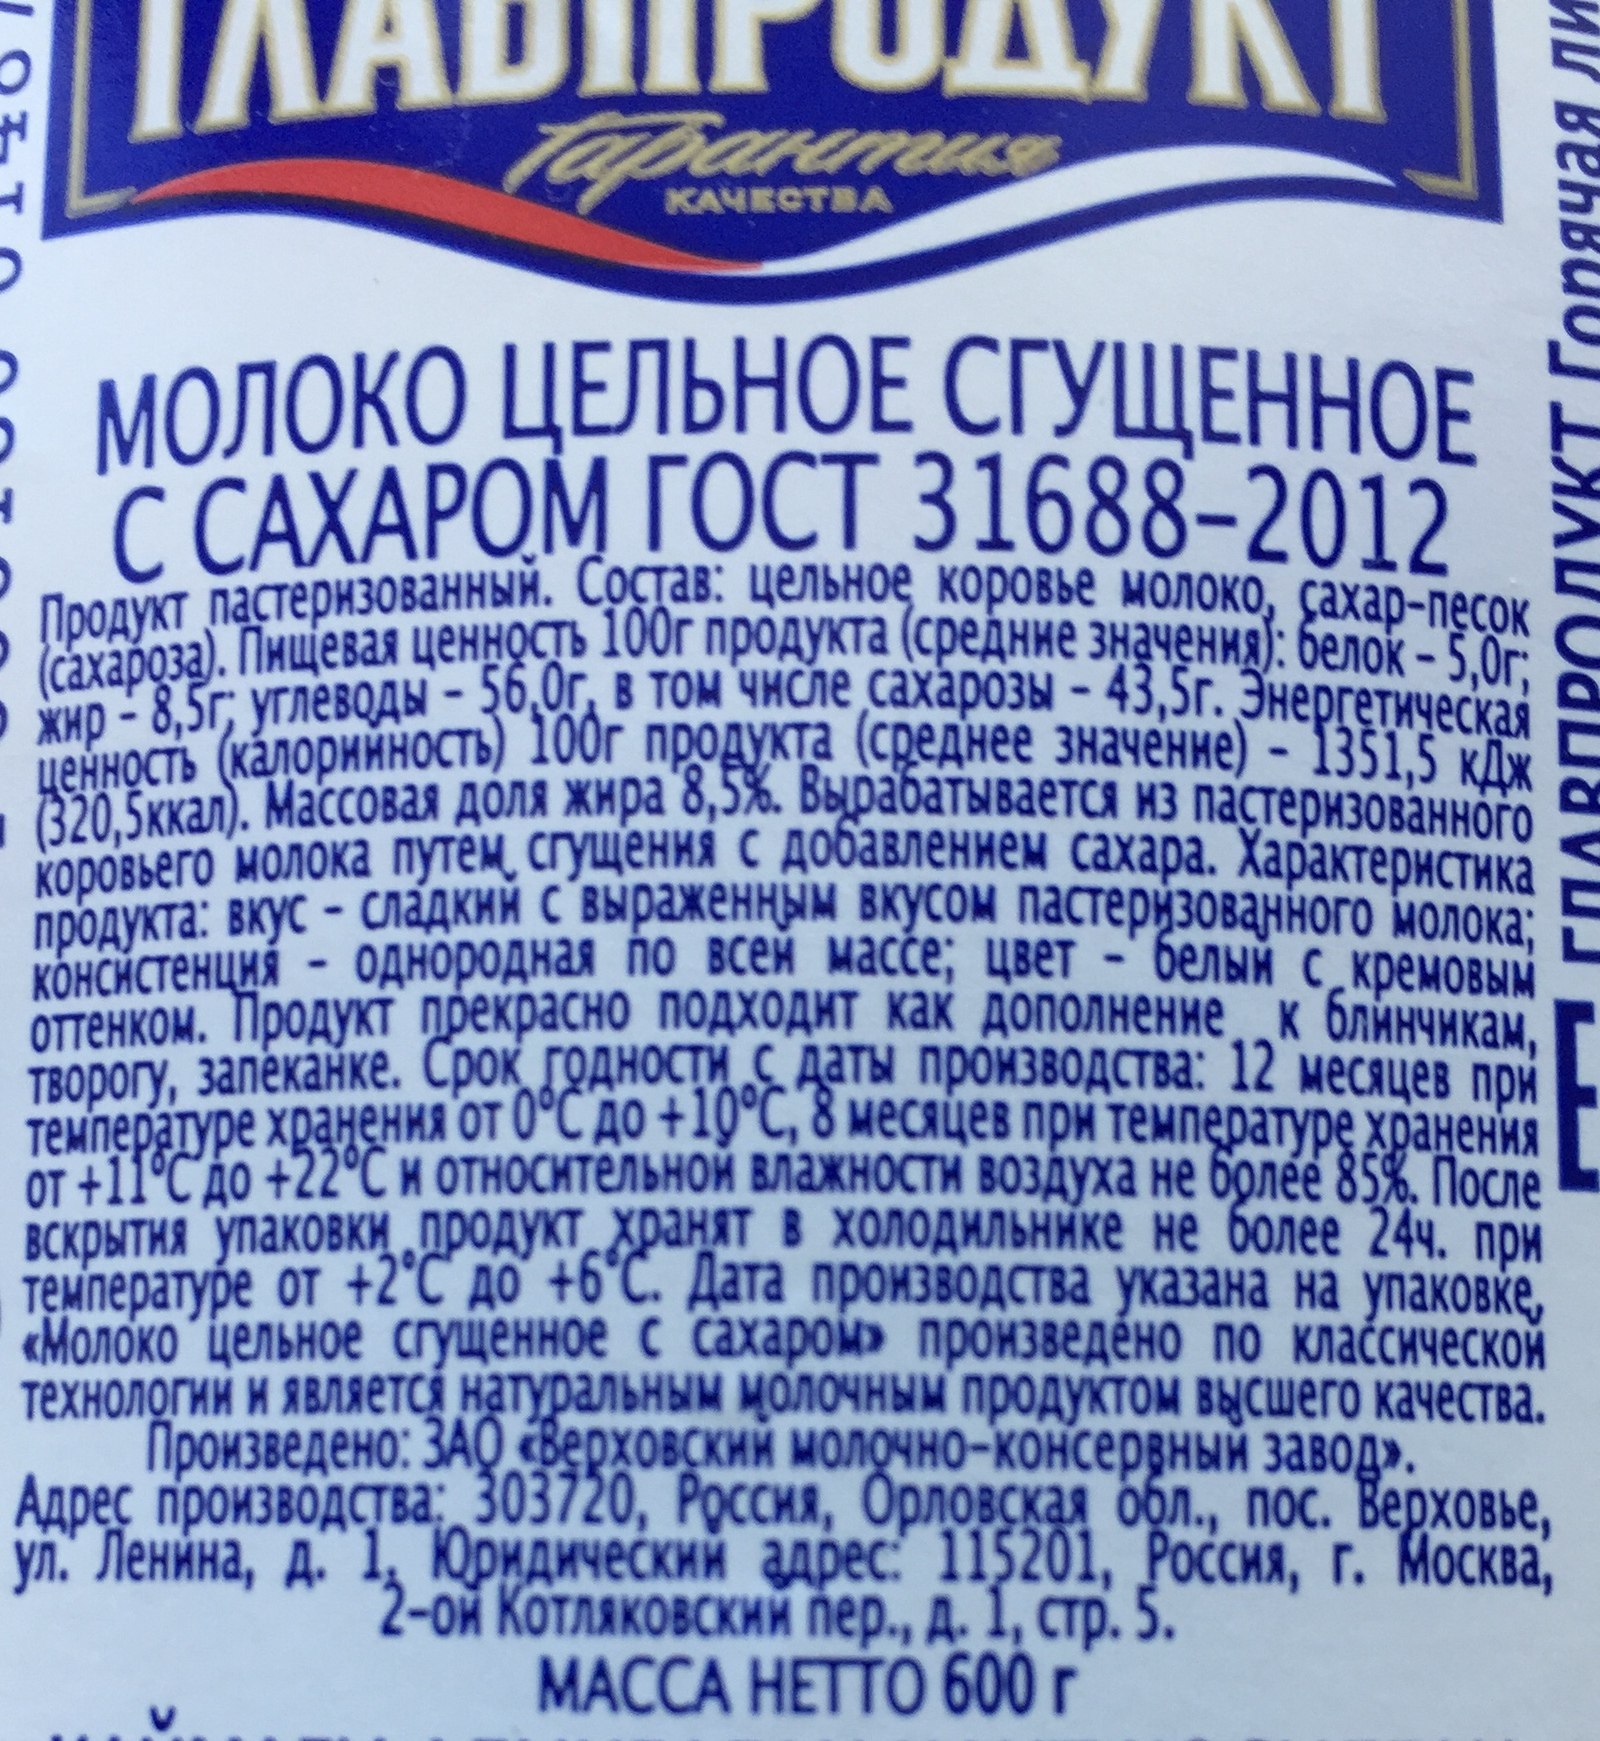 ГЛАВПРОДУКТ
Гарантия
КАЧЕСТВА
МОЛОКО ЦЕЛЬНОЕ СГУЩЕННОЕ
С САХАРОМ ГОСТ 31688–2012
Продукт пастеризованный. Состав: цельное коровье молоко, сахар-песок
(сахароза). Пищевая ценность 100г продукта (средние значения): белок – 5,0г;
жир – 8,5г; углеводы – 56,0г, в том числе сахарозы – 43,5г. Энергетическая
ценность (калорийность) 100г продукта (среднее значение) – 1351,5 кДж
(320,5ккал). Массовая доля жира 8,5%. Вырабатывается из пастеризованного
коровьего молока путем сгущения с добавлением сахара. Характеристика
продукта: вкус – сладкий с выраженным вкусом пастеризованного молока;
консистенция – однородная по всей массе; цвет – белый с кремовым
оттенком. Продукт прекрасно подходит как дополнение к блинчикам,
творогу, запеканке. Срок годности с даты производства: 12 месяцев при
температуре хранения от 0°С до +10°С, 8 месяцев при температуре хранения
от +11°С до +22°С и относительной влажности воздуха не более 85%. После
вскрытия упаковки продукт хранят в холодильнике не более 24ч. при
температуре от +2°С до +6°С. Дата производства указана на упаковке,
«Молоко цельное сгущенное с сахаром» произведено по классической
технологии и является натуральным молочным продуктом высшего качества.
Произведено: ЗАО «Верховский молочно-консервный завод».
Адрес производства: 303720, Россия, Орловская обл., пос. Верховье,
ул. Ленина, д. 1, Юридический адрес: 115201, Россия, г. Москва,
2-ой Котляковский пер., д. 1, стр. 5.
МАССА НЕТТО 600 г
ГЛАВПРОДУКТ Горячая